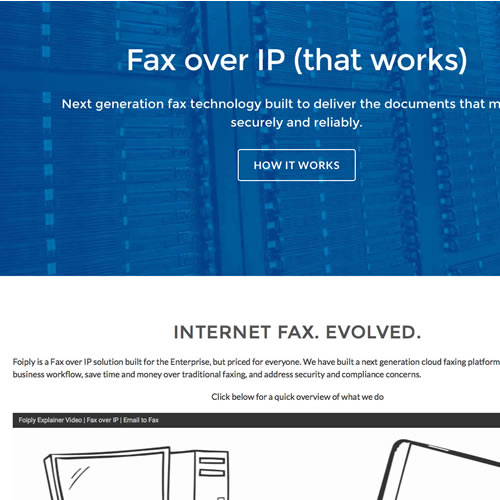 Fax over IP (that works)
Next generation fax technology built to deliver the documents that m
securely and reliably.
HOW IT WORKS
INTERNET FAX. EVOLVED.
Foiply is a Fax over IP solution built for the Enterprise, but priced for everyone. We have built a next generation cloud faxing platform
business workflow, save time and money over traditional faxing, and address security and compliance concerns.
Click below for a quick overview of what we do
Foiply Explainer Video | Fax over IP | Email to Fax